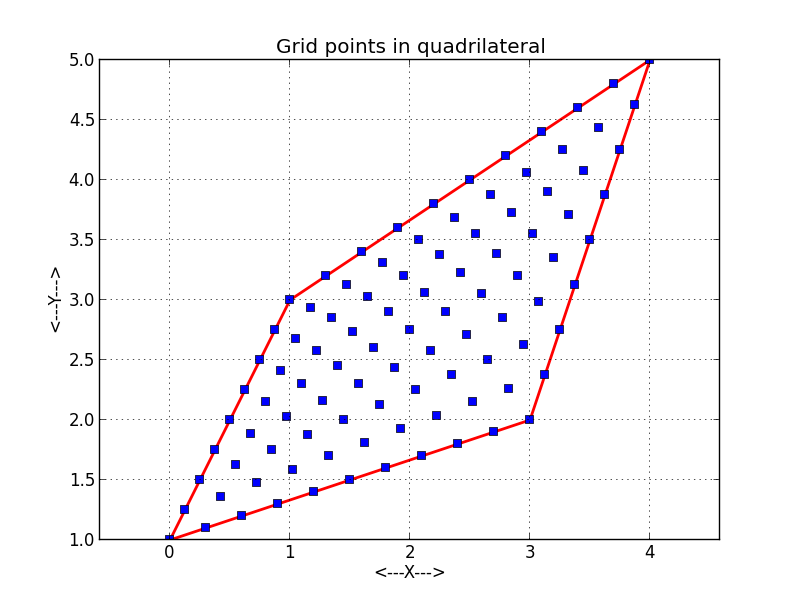 Grid points in quadrilateral
5.0
4.5
4.0
3.5
3.0
2.5
2.0
1.5
1.0
<---Y--->
0 1 2 3 4
<---X--->